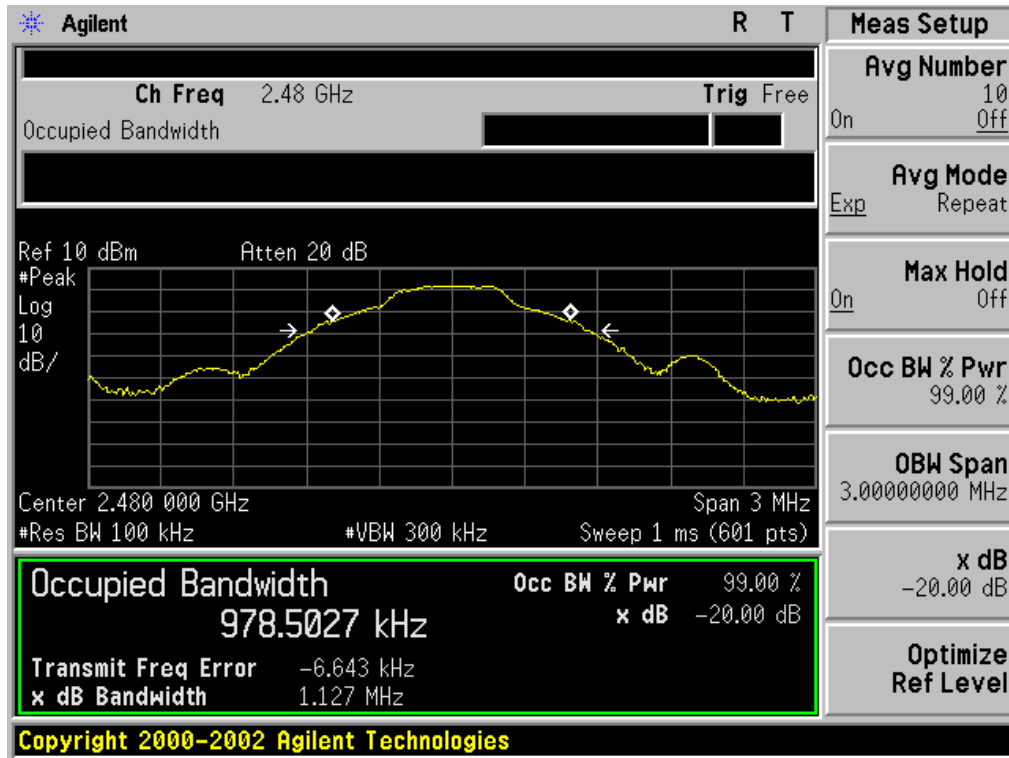 Agilent R T
Ch Freq 2.48 GHz Trig Free
Occupied Bandwidth
Ref 10 dBm Atten 20 dB
#Peak
Log
10
dB/
Center 2.480 000 GHz Span 3 MHz
#Res BW 100 kHz #VBW 300 kHz Sweep 1 ms (601 pts)
Occupied Bandwidth Occ BW % Pwr 99.00 %
978.5027 kHz x dB -20.00 dB
Transmit Freq Error -6.643 kHz
x dB Bandwidth 1.127 MHz
Copyright 2000-2002 Agilent Technologies
Meas Setup
Avg Number
10
On Off
Avg Mode
Exp Repeat
Max Hold
On Off
Occ BW % Pwr
99.00 %
OBW Span
3.00000000 MHz
x dB
-20.00 dB
Optimize
Ref Level